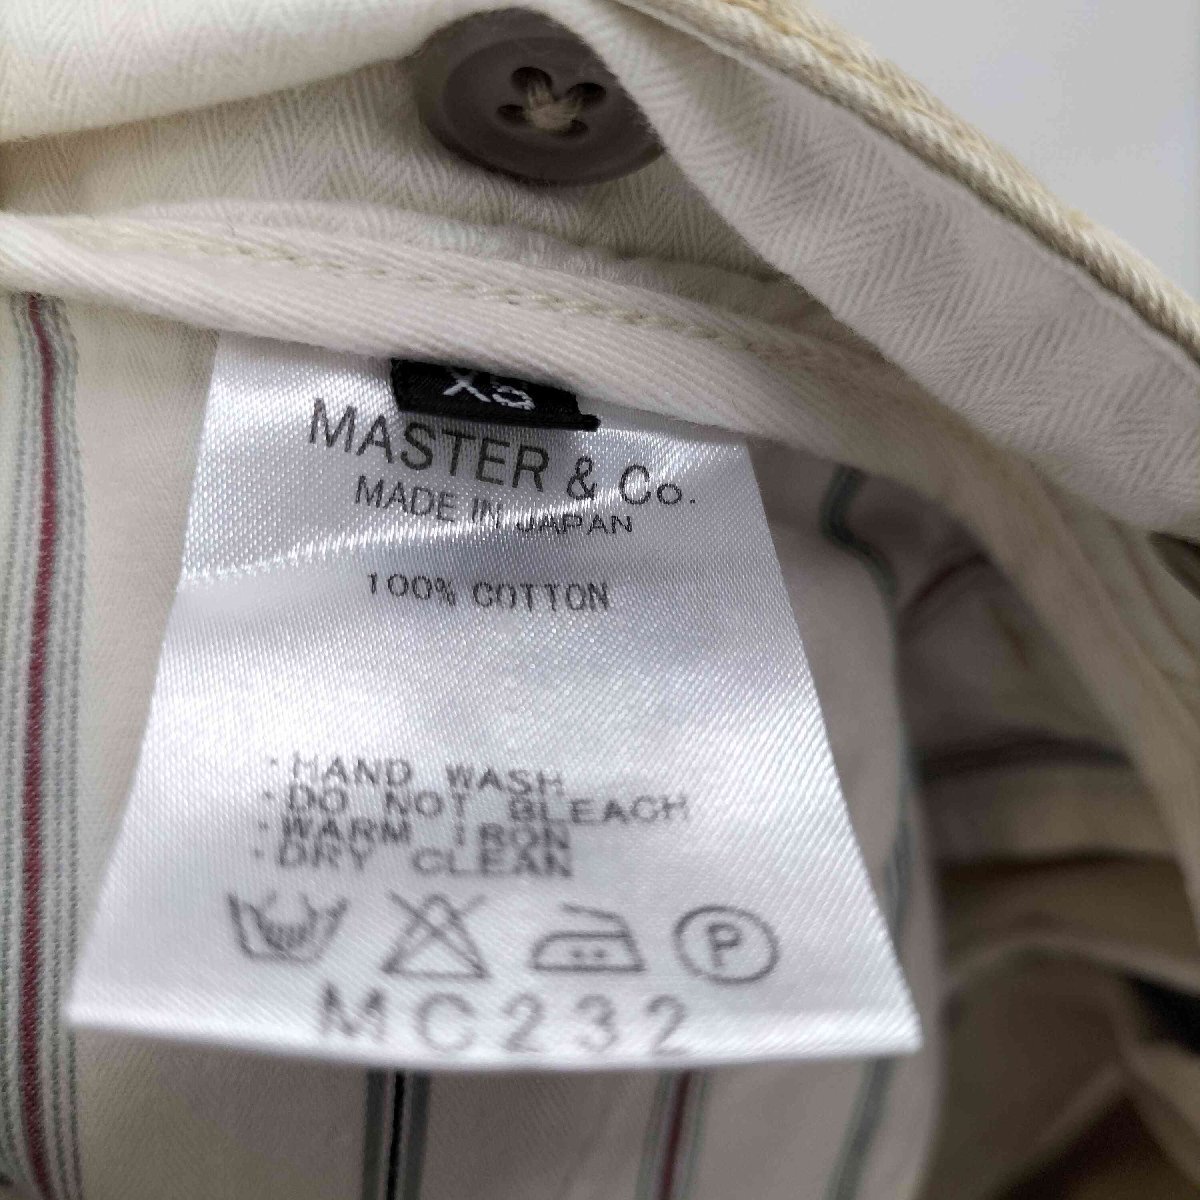 XS
MASTER & Co.
MADE IN JAPAN
100% COTTON
・HAND WASH
・DO NOT BLEACH
・WARM IRON
・DRY CLEAN
P
MC232